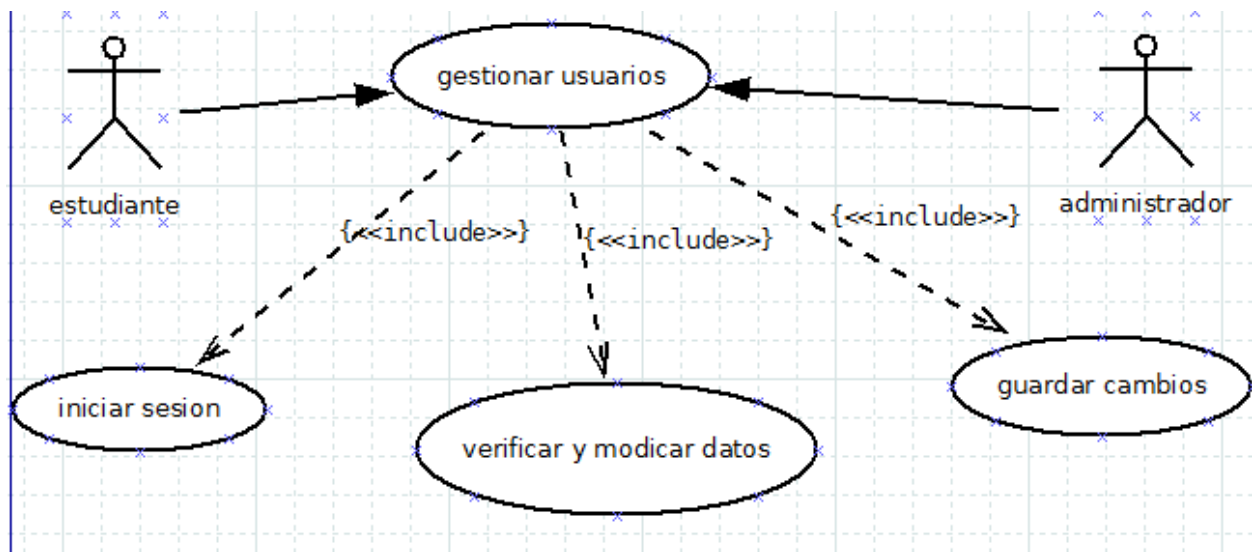 gestionar usuarios
estudiante
administrador
{<<include>>}
{<<include>>}
{<<include>>}
iniciar sesion
verificar y modicar datos
guardar cambios